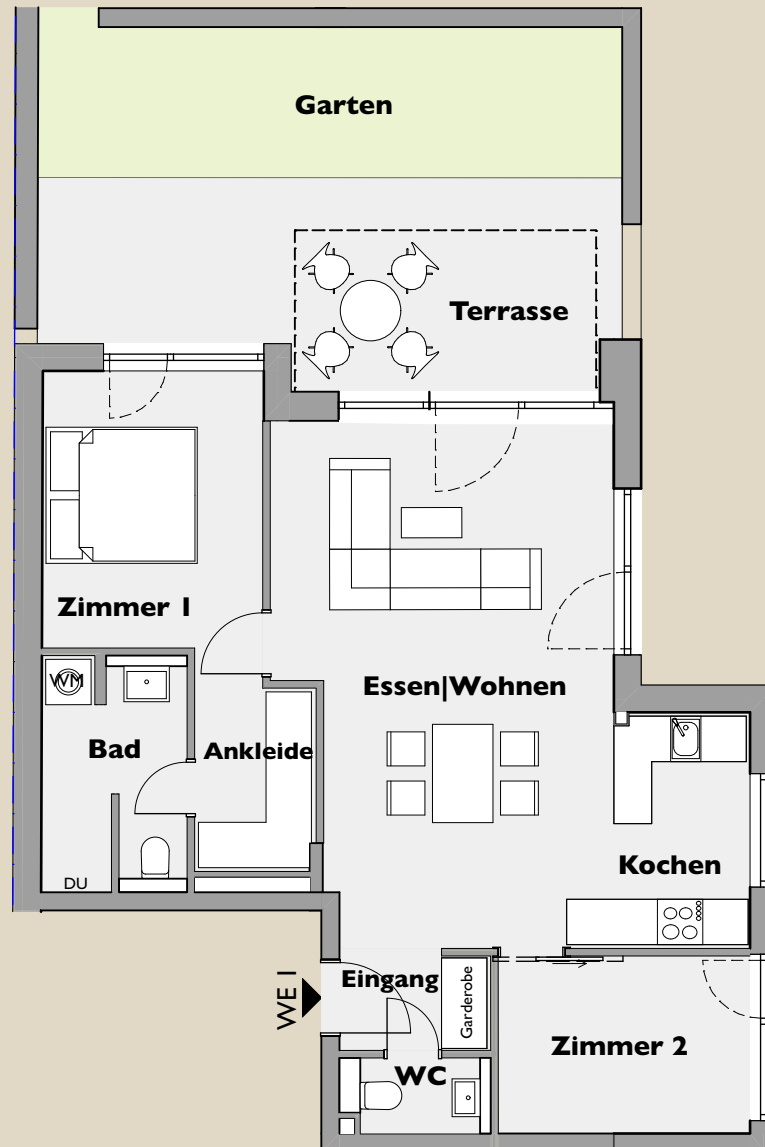 Garten
Terrasse
Zimmer 1
Essen|Wohnen
WM
Bad
Ankleide
Kochen
DU
Eingang
Garderobe
WE 1
Zimmer 2
WC